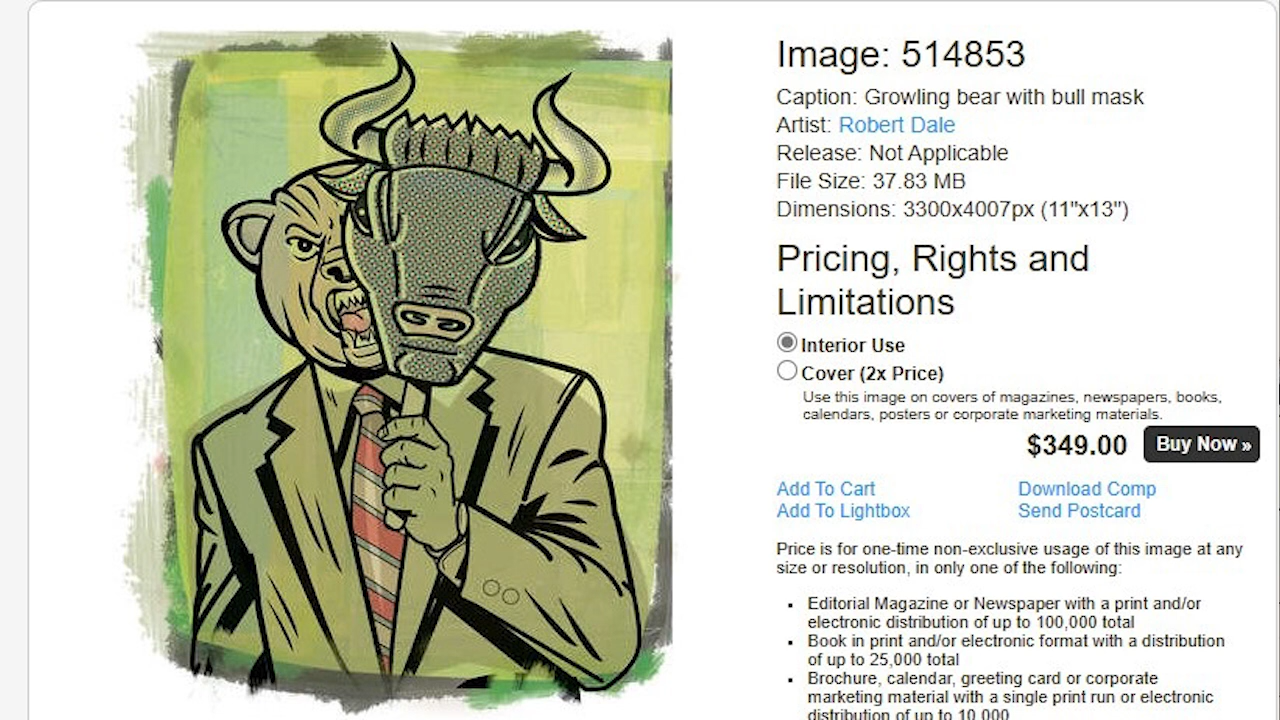 Image: 514853
Caption: Growling bear with bull mask
Artist: Robert Dale
Release: Not Applicable
File Size: 37.83 MB
Dimensions: 3300x4007px (11"x13")
Pricing, Rights and
Limitations
Interior Use
Cover (2x Price)
Use this image on covers of magazines, newspapers, books,
calendars, posters or corporate marketing materials.
$349.00 Buy Now »
Add To Cart Download Comp
Add To Lightbox Send Postcard
Price is for one-time non-exclusive usage of this image at any
size or resolution, in only one of the following:
Editorial Magazine or Newspaper with a print and/or
electronic distribution of up to 100,000 total
Book in print and/or electronic format with a distribution
of up to 25,000 total
Brochure, calendar, greeting card or corporate
marketing material with a single print run or electronic
distribution of up to 10,000